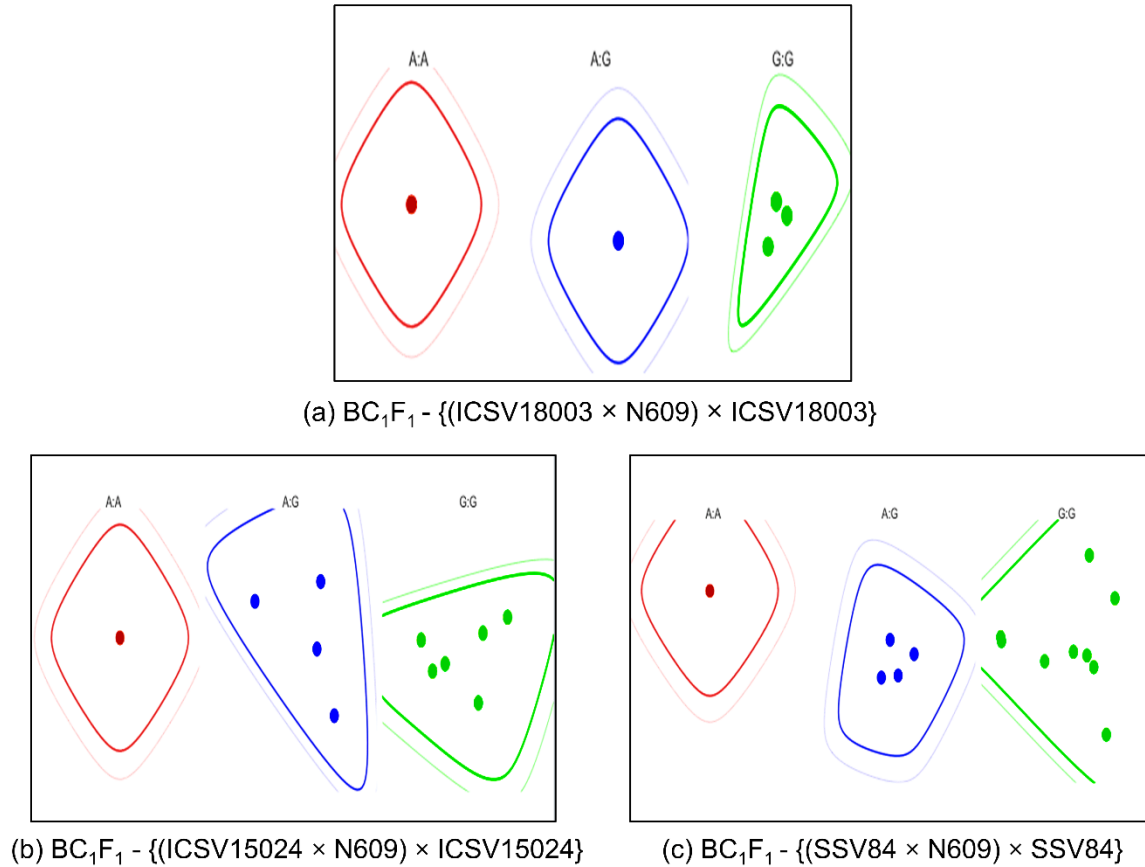 A:A A:G G:G
(a) BC₁F₁ - {(ICSV18003 × N609) × ICSV18003}
A:A A:G G:G
(b) BC₁F₁ - {(ICSV15024 × N609) × ICSV15024}
A:A A:G G:G
(c) BC₁F₁ - {(SSV84 × N609) × SSV84}